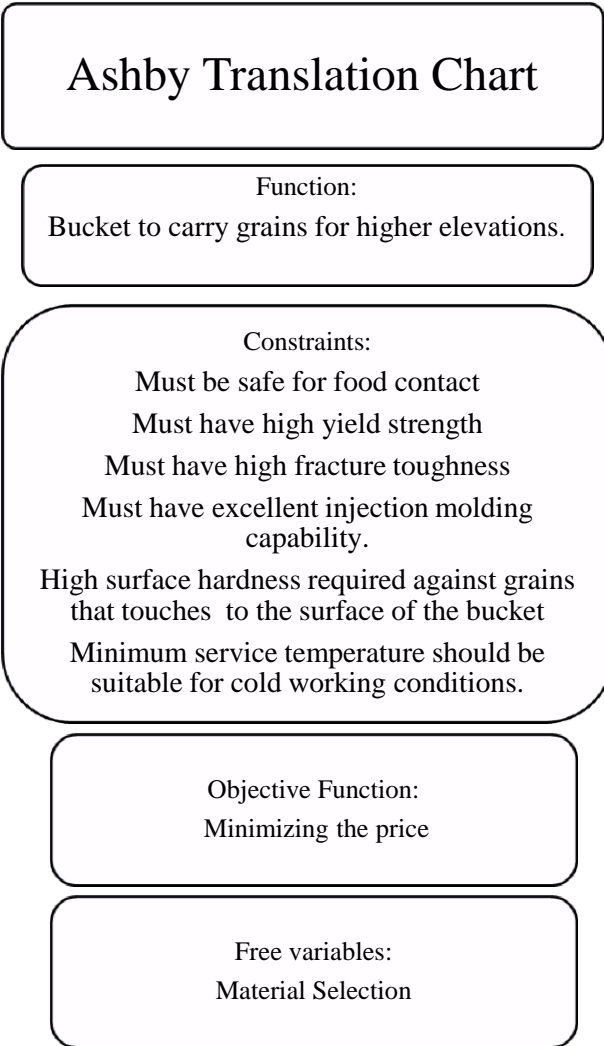 Ashby Translation Chart
Function:
Bucket to carry grains for higher elevations.
Constraints:
Must be safe for food contact
Must have high yield strength
Must have high fracture toughness
Must have excellent injection molding
capability.
High surface hardness required against grains
that touches  to the surface of the bucket
Minimum service temperature should be
suitable for cold working conditions.
Objective Function:
Minimizing the price
Free variables:
Material Selection